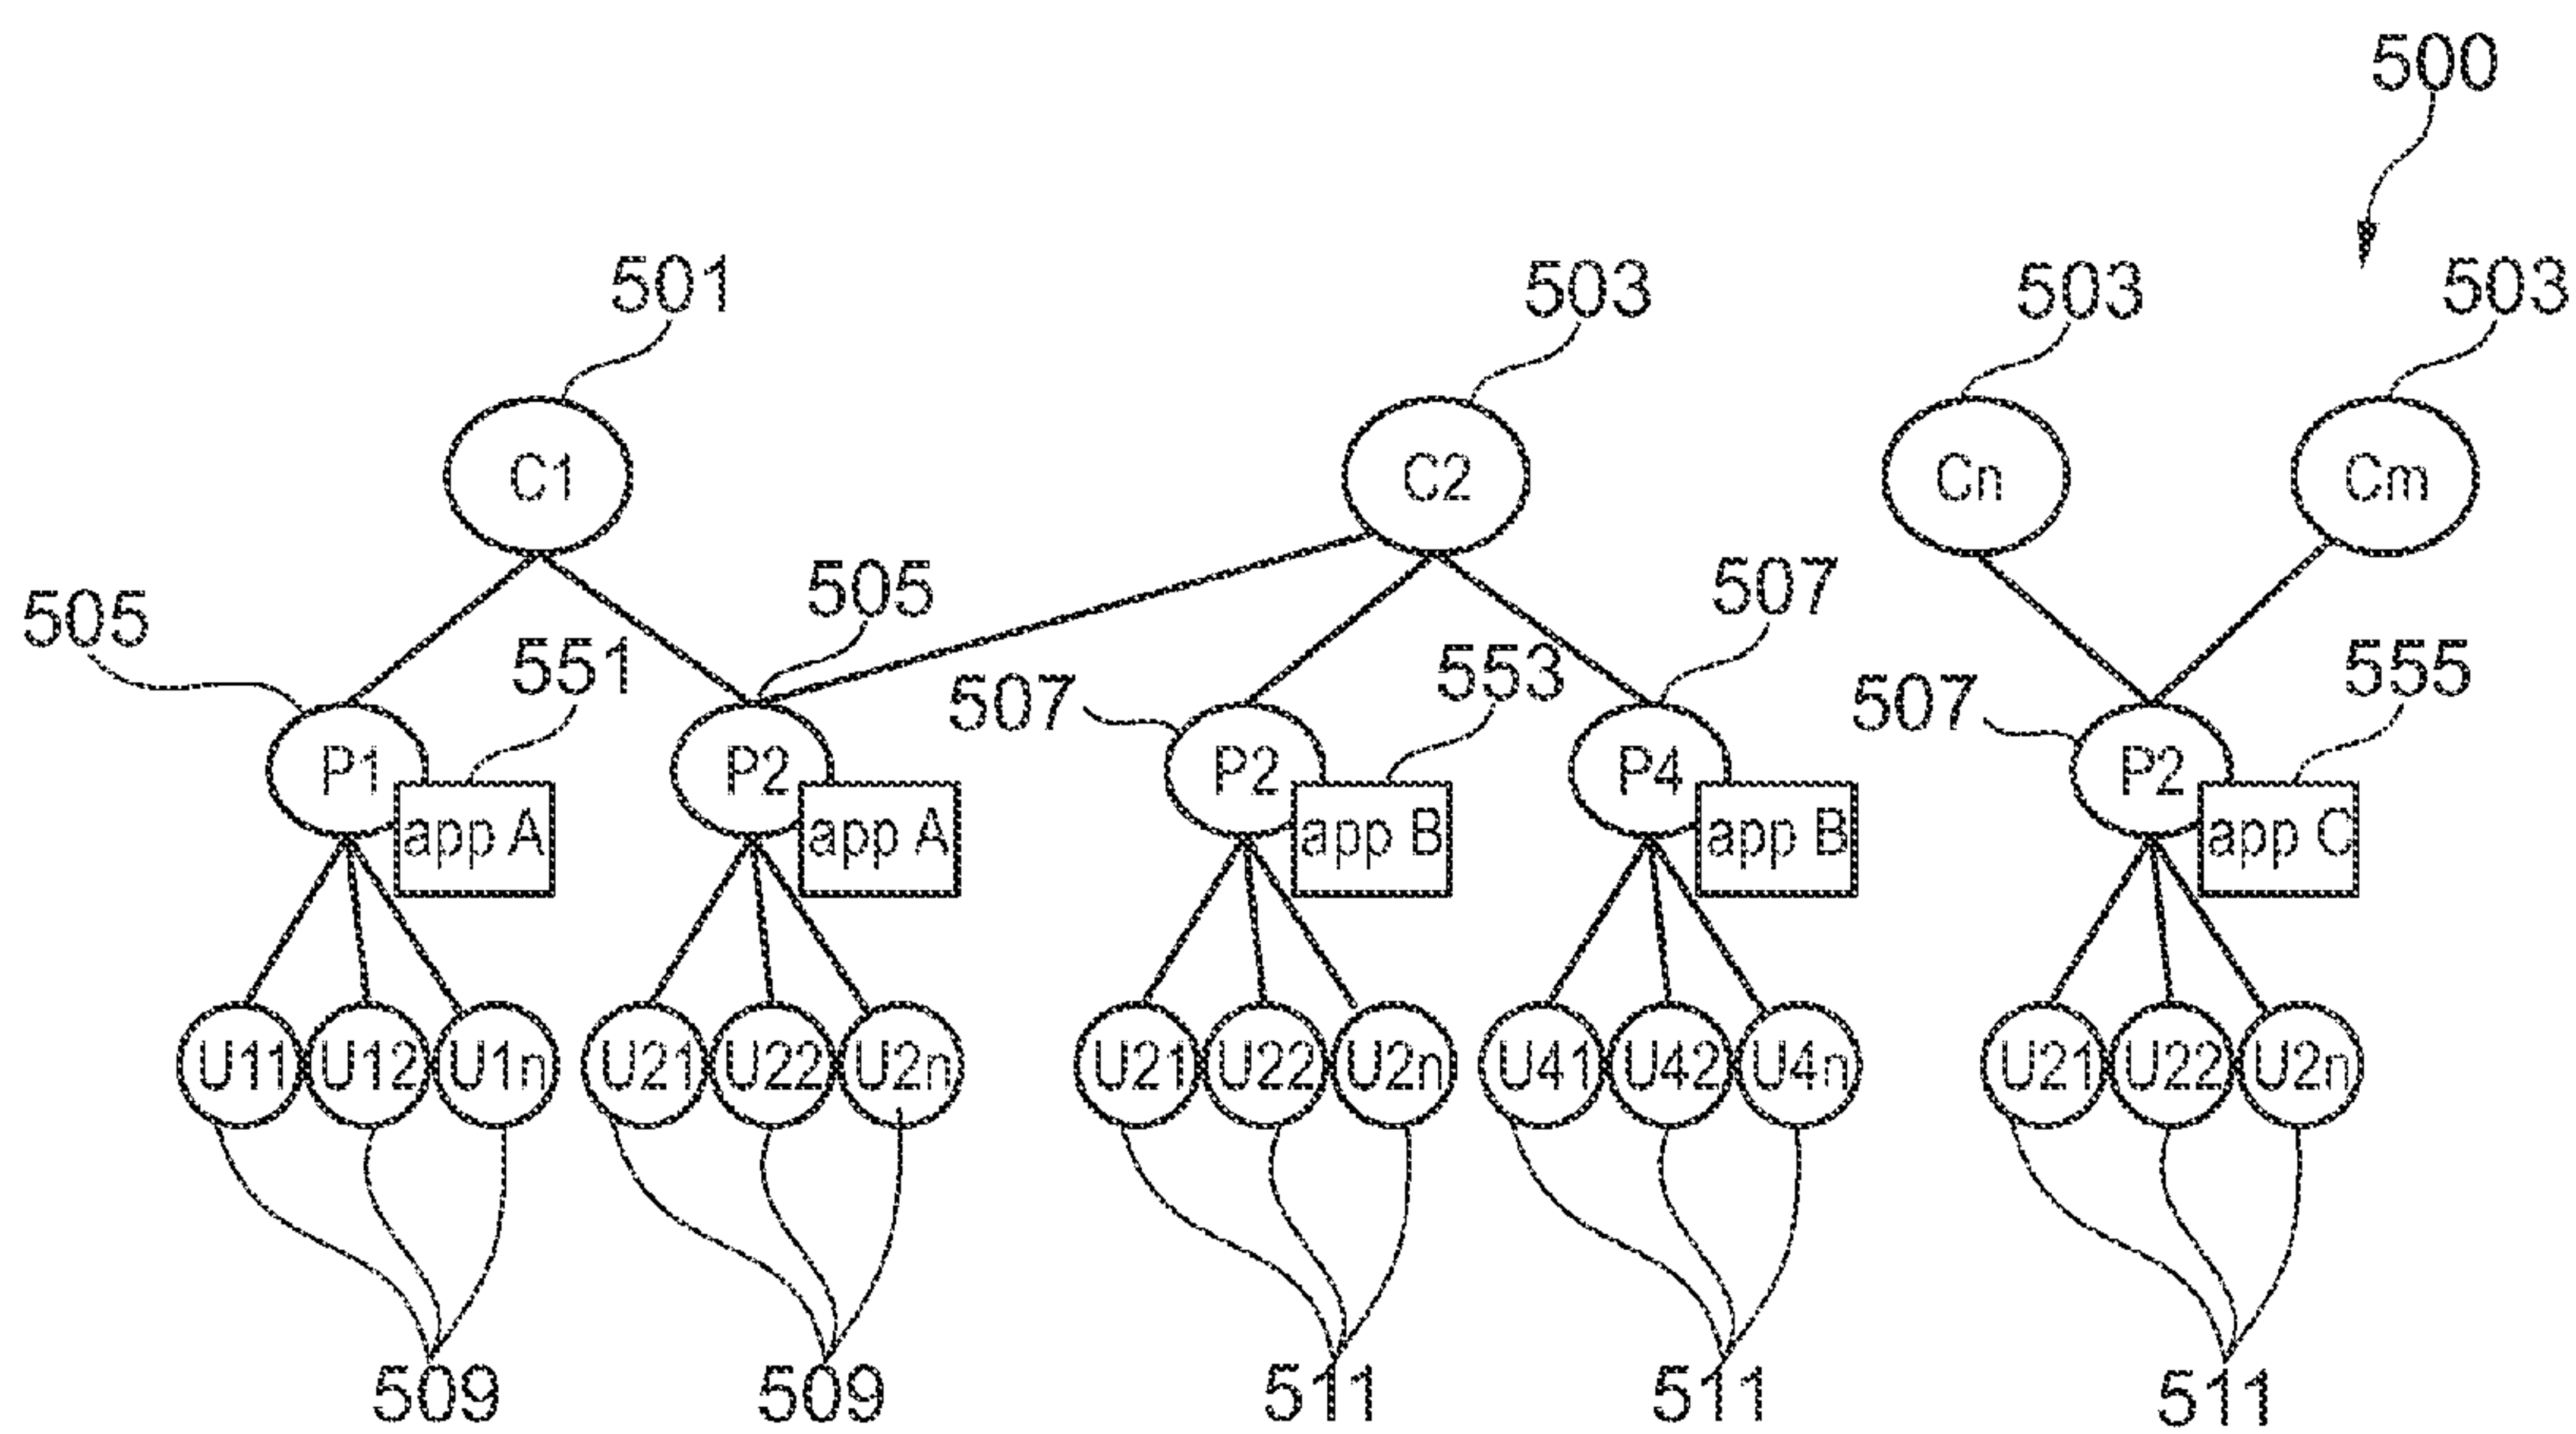 500
501 503 503 503
C1 C2 Cn Cm
505 505 507
551 553 555
507 507
P1 P2 P2 P4 P2
app A app A app B app B app C
U11 U12 U1n U21 U22 U2n U21 U22 U2n U41 U42 U4n U21 U22 U2n
509 509 511 511 511